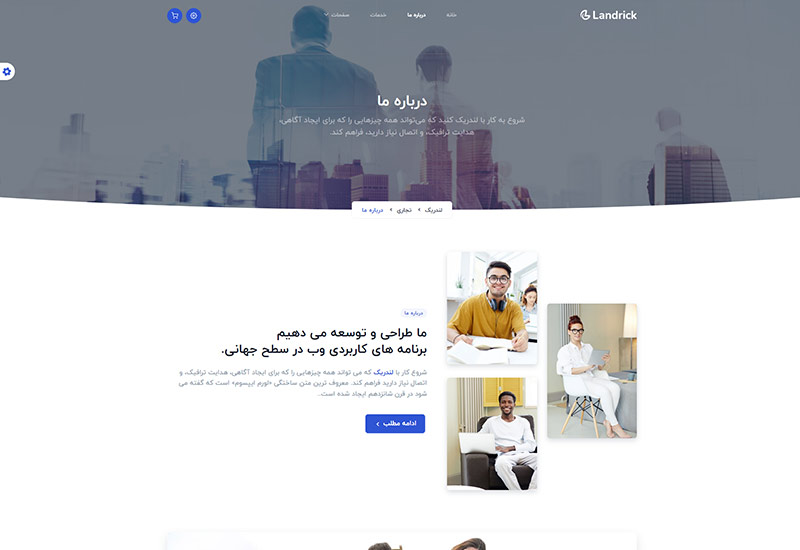 Landrick
خانه
درباره ما
خدمات
صفحات
درباره ما
شروع به کار با لندریک کنید که می‌تواند همه چیزهایی را که برای ایجاد آگاهی،
هدایت ترافیک، و اتصال نیاز دارید، فراهم کند.
لندریک
تجاری
درباره ما
درباره ما
ما طراحی و توسعه می دهیم
برنامه های کاربردی وب در سطح جهانی.
شروع کار با لندریک که می تواند همه چیزهایی را که برای ایجاد آگاهی، هدایت ترافیک، و
اتصال نیاز دارید فراهم کند. معروف ترین متن ساختگی «لورم ایپسوم» است که گفته می
شود در قرن شانزدهم ایجاد شده است.
ادامه مطلب